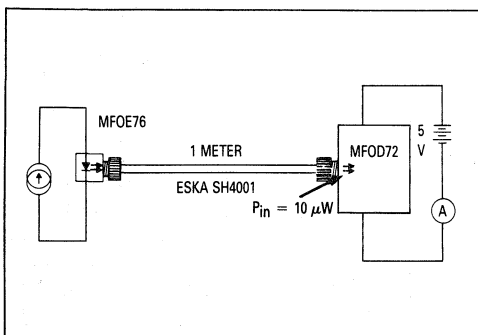 MFOE76
1 METER
ESKA SH4001
MFOD72
5
V
A
Pin = 10 μW